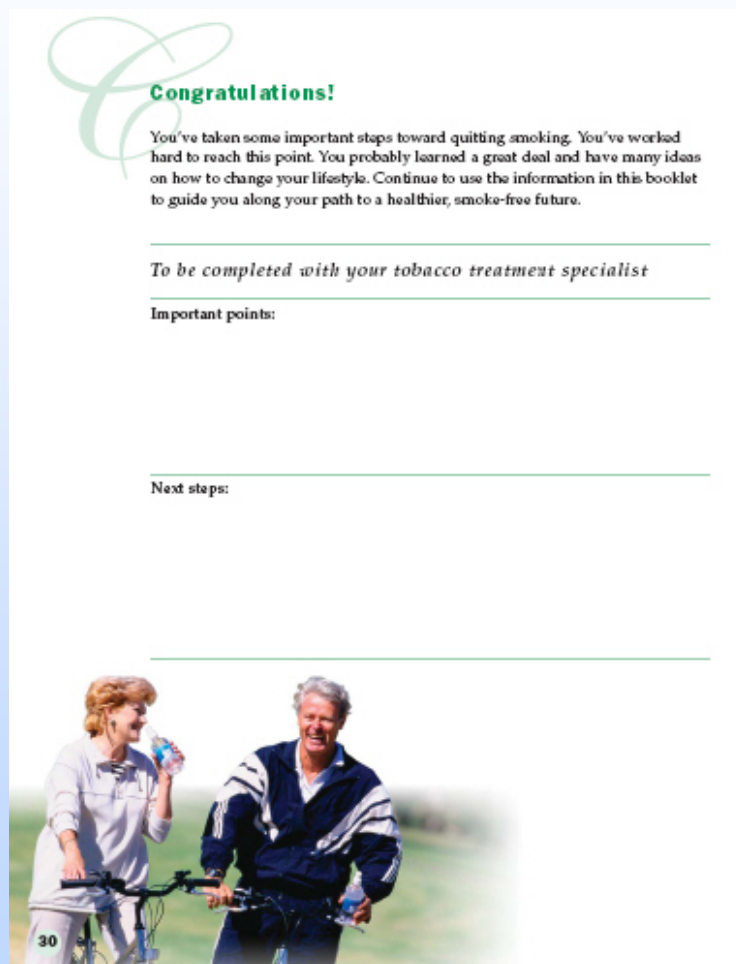 Congratulations!
You've taken some important steps toward quitting smoking. You've worked
hard to reach this point. You probably learned a great deal and have many ideas
on how to change your lifestyle. Continue to use the information in this booklet
to guide you along your path to a healthier, smoke-free future.
To be completed with your tobacco treatment specialist
Important points:
Next steps:
30